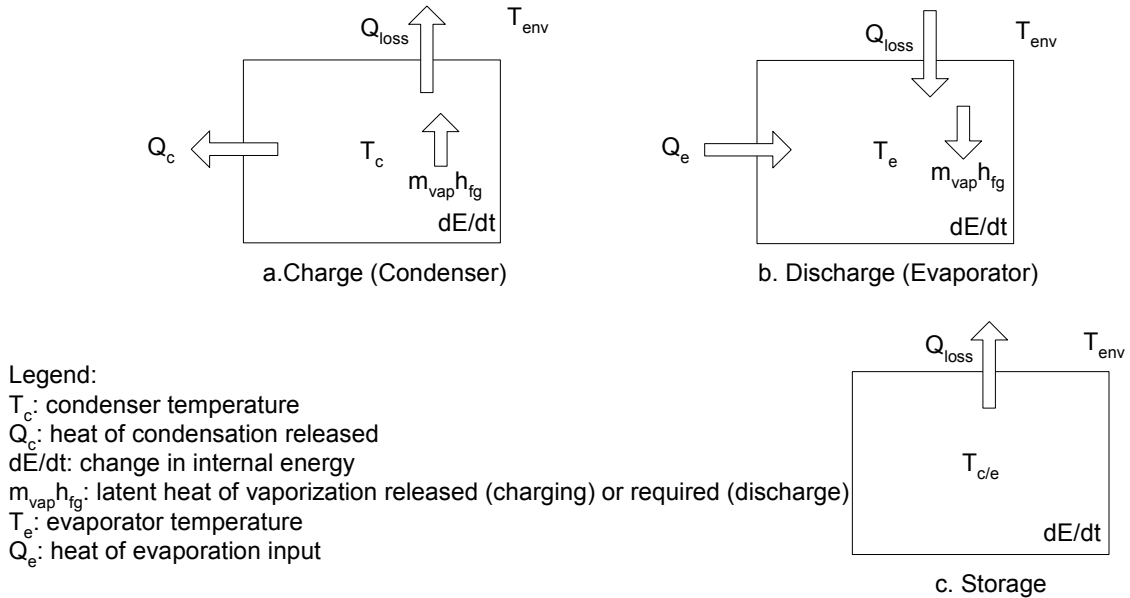 Q_loss
T_env
Q_c
T_c
m_vap h_fg
dE/dt
a.Charge (Condenser)
Q_loss
T_env
Q_e
T_e
m_vap h_fg
dE/dt
b. Discharge (Evaporator)
Q_loss
T_env
T_c/e
dE/dt
c. Storage
Legend:
T_c: condenser temperature
Q_c: heat of condensation released
dE/dt: change in internal energy
m_vap h_fg: latent heat of vaporization released (charging) or required (discharge)
T_e: evaporator temperature
Q_e: heat of evaporation input